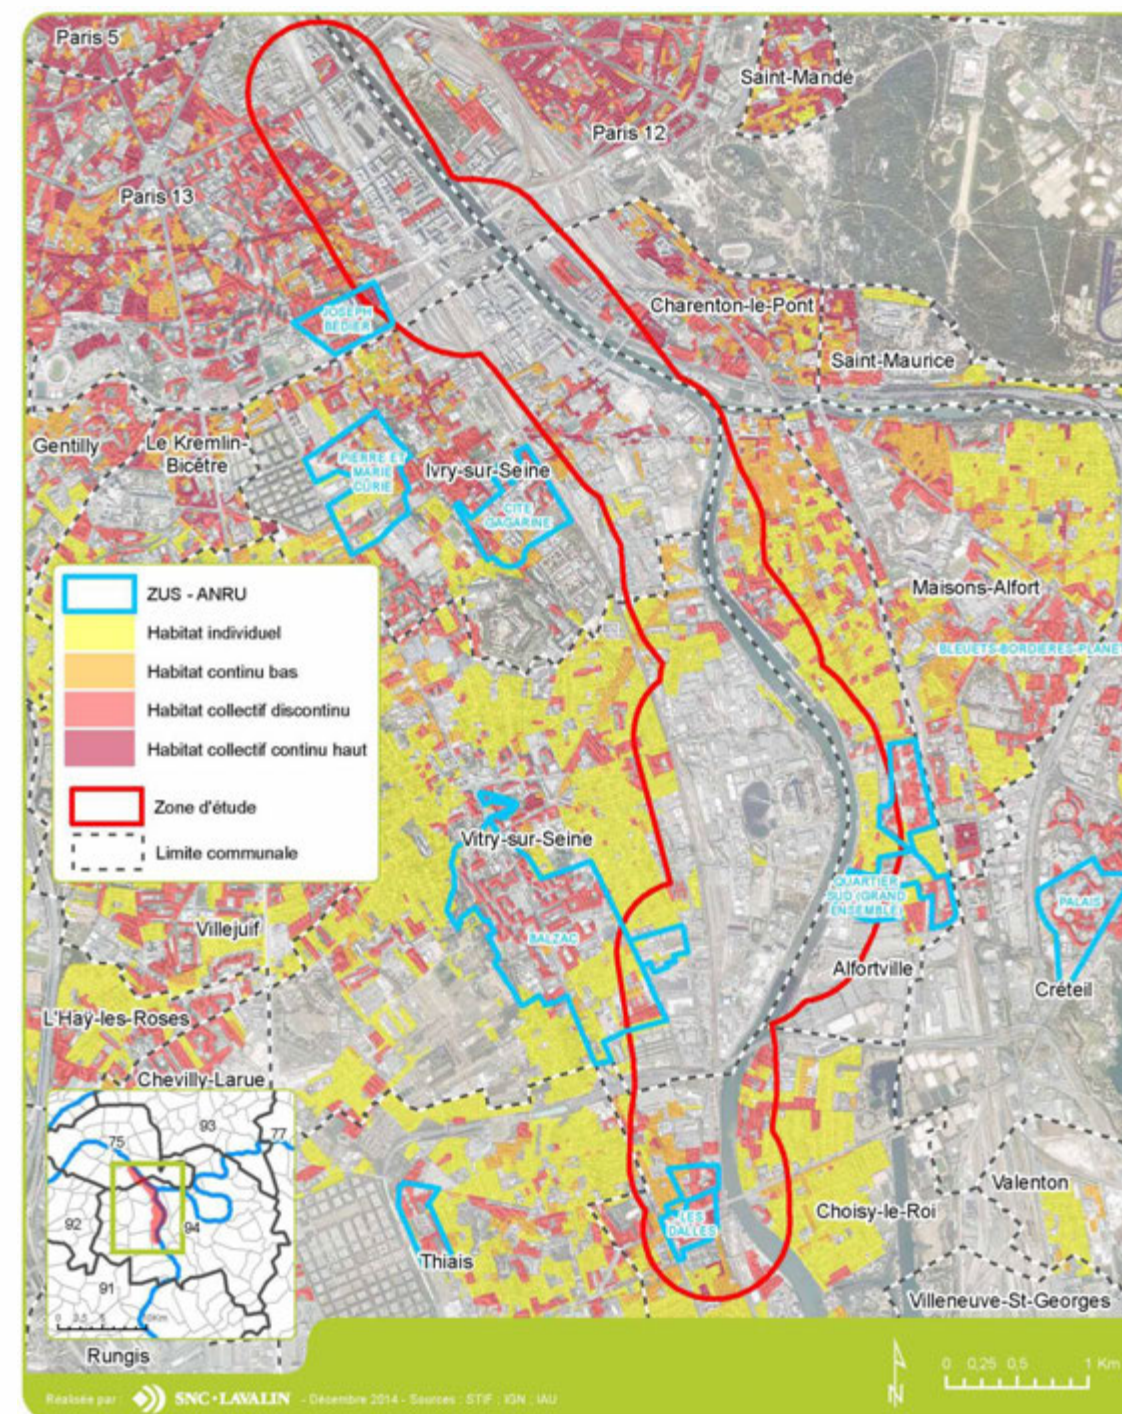 Paris 5
Saint-Mandé
Paris 12
Paris 13
Charenton-le-Pont
JOSEPH
BEDIER
Saint-Maurice
Gentilly
Le Kremlin-
Bicêtre
PIERRE ET
MARIE
CURIE
Ivry-sur-Seine
CITE
GAGARINE
Maisons-Alfort
ZUS - ANRU
Habitat individuel
Habitat continu bas
Habitat collectif discontinu
Habitat collectif continu haut
Zone d'étude
Limite communale
BLEUETS-BORDIERES-PLANE
Vitry-sur-Seine
QUARTIER
SUD (GRAND
ENSEMBLE)
PALAIS
Villejuif
BALZAC
Alfortville
Créteil
L'Haÿ-les-Roses
Chevilly-Larue
93
75
77
92
94
91
Valenton
Choisy-le-Roi
LES
DALLES
Thiais
Villeneuve-St-Georges
Rungis
0 0,25 0,5 1 Km
N
Réalisée par : SNC•LAVALIN - Décembre 2014 - Sources : STIF ; IGN ; IAU